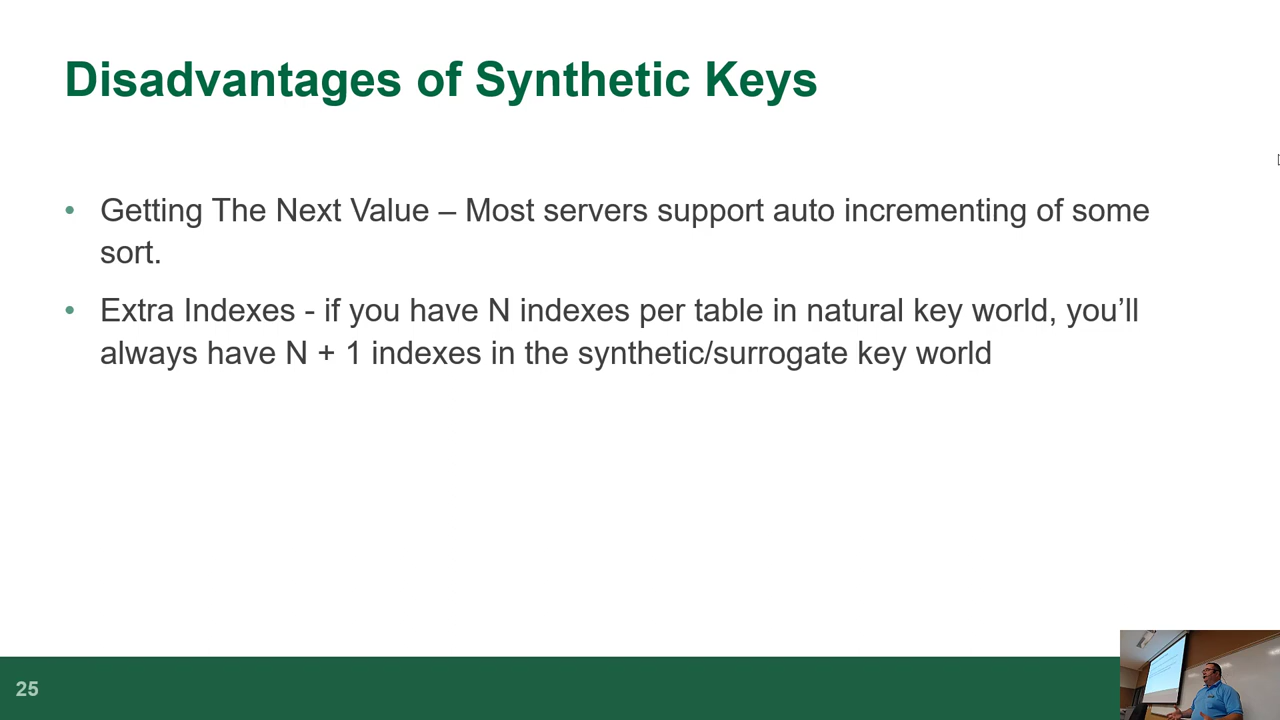 Disadvantages of Synthetic Keys
• Getting The Next Value – Most servers support auto incrementing of some
sort.
• Extra Indexes - if you have N indexes per table in natural key world, you’ll
always have N + 1 indexes in the synthetic/surrogate key world
25